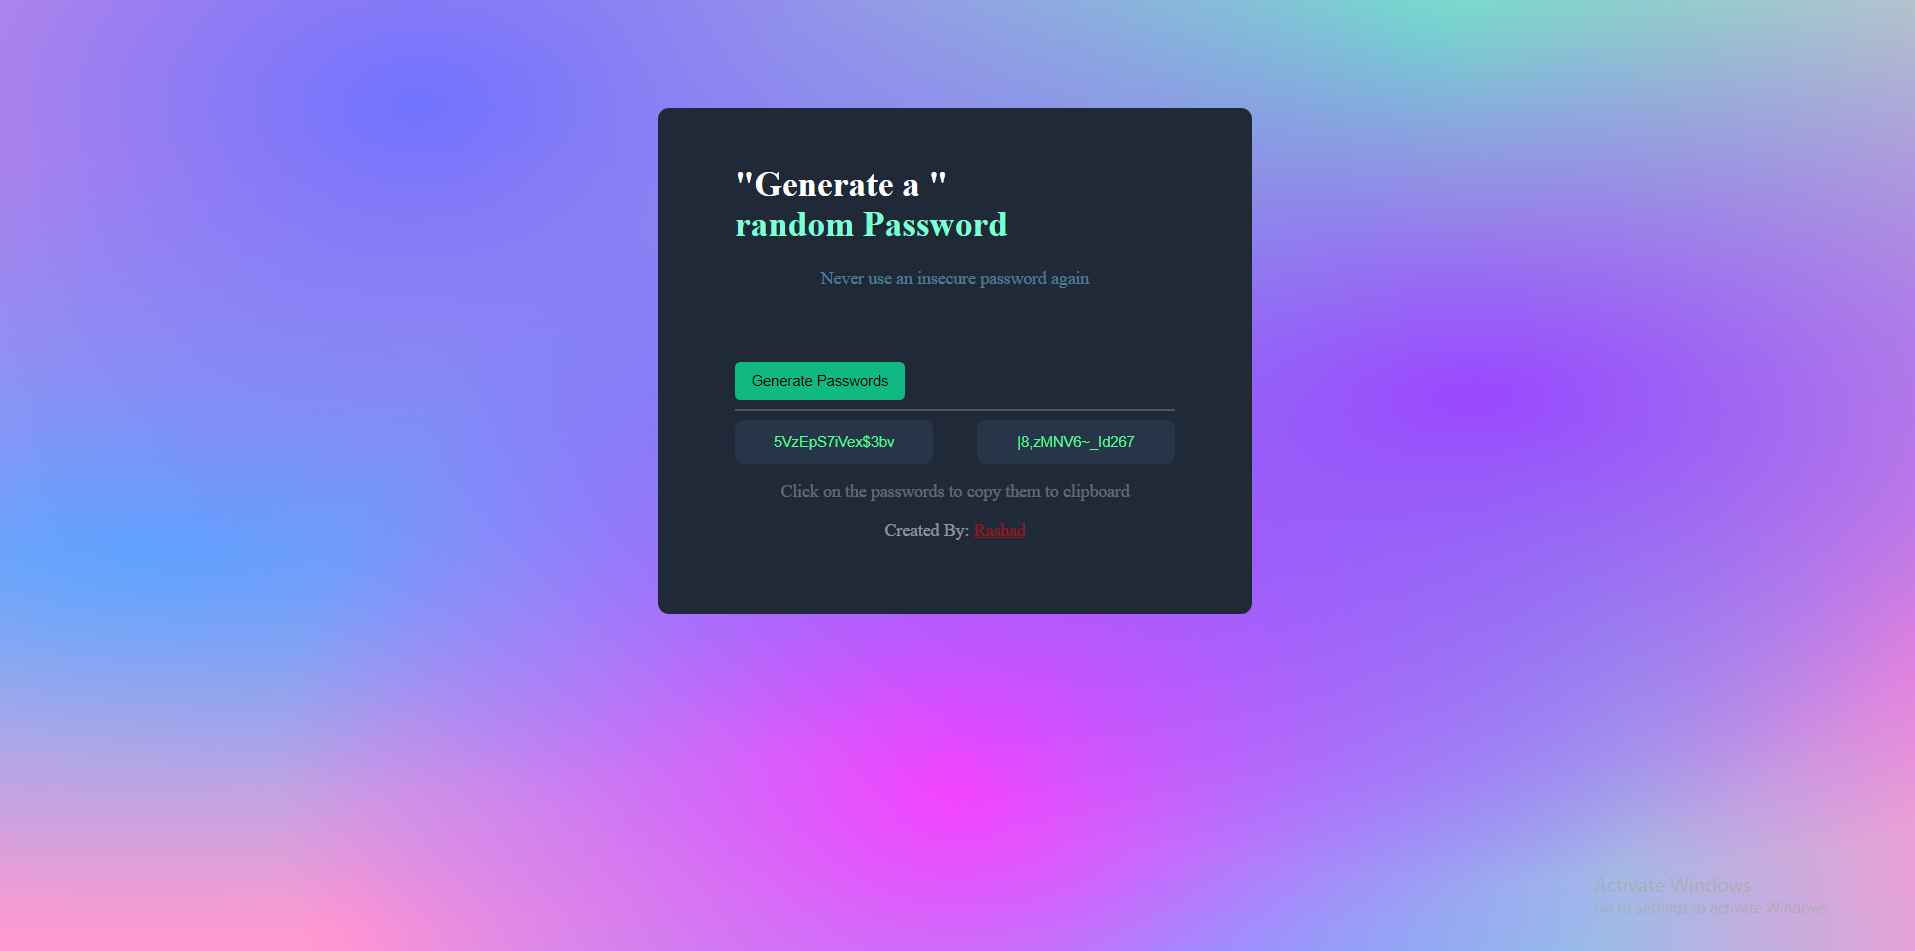 "Generate a "
random Password
Never use an insecure password again
Generate Passwords
5VzEpS7iVex$3bv
|8,zMNV6~_Id267
Click on the passwords to copy them to clipboard
Created By: Rashad
Activate Windows
Go to Settings to activate Windows.